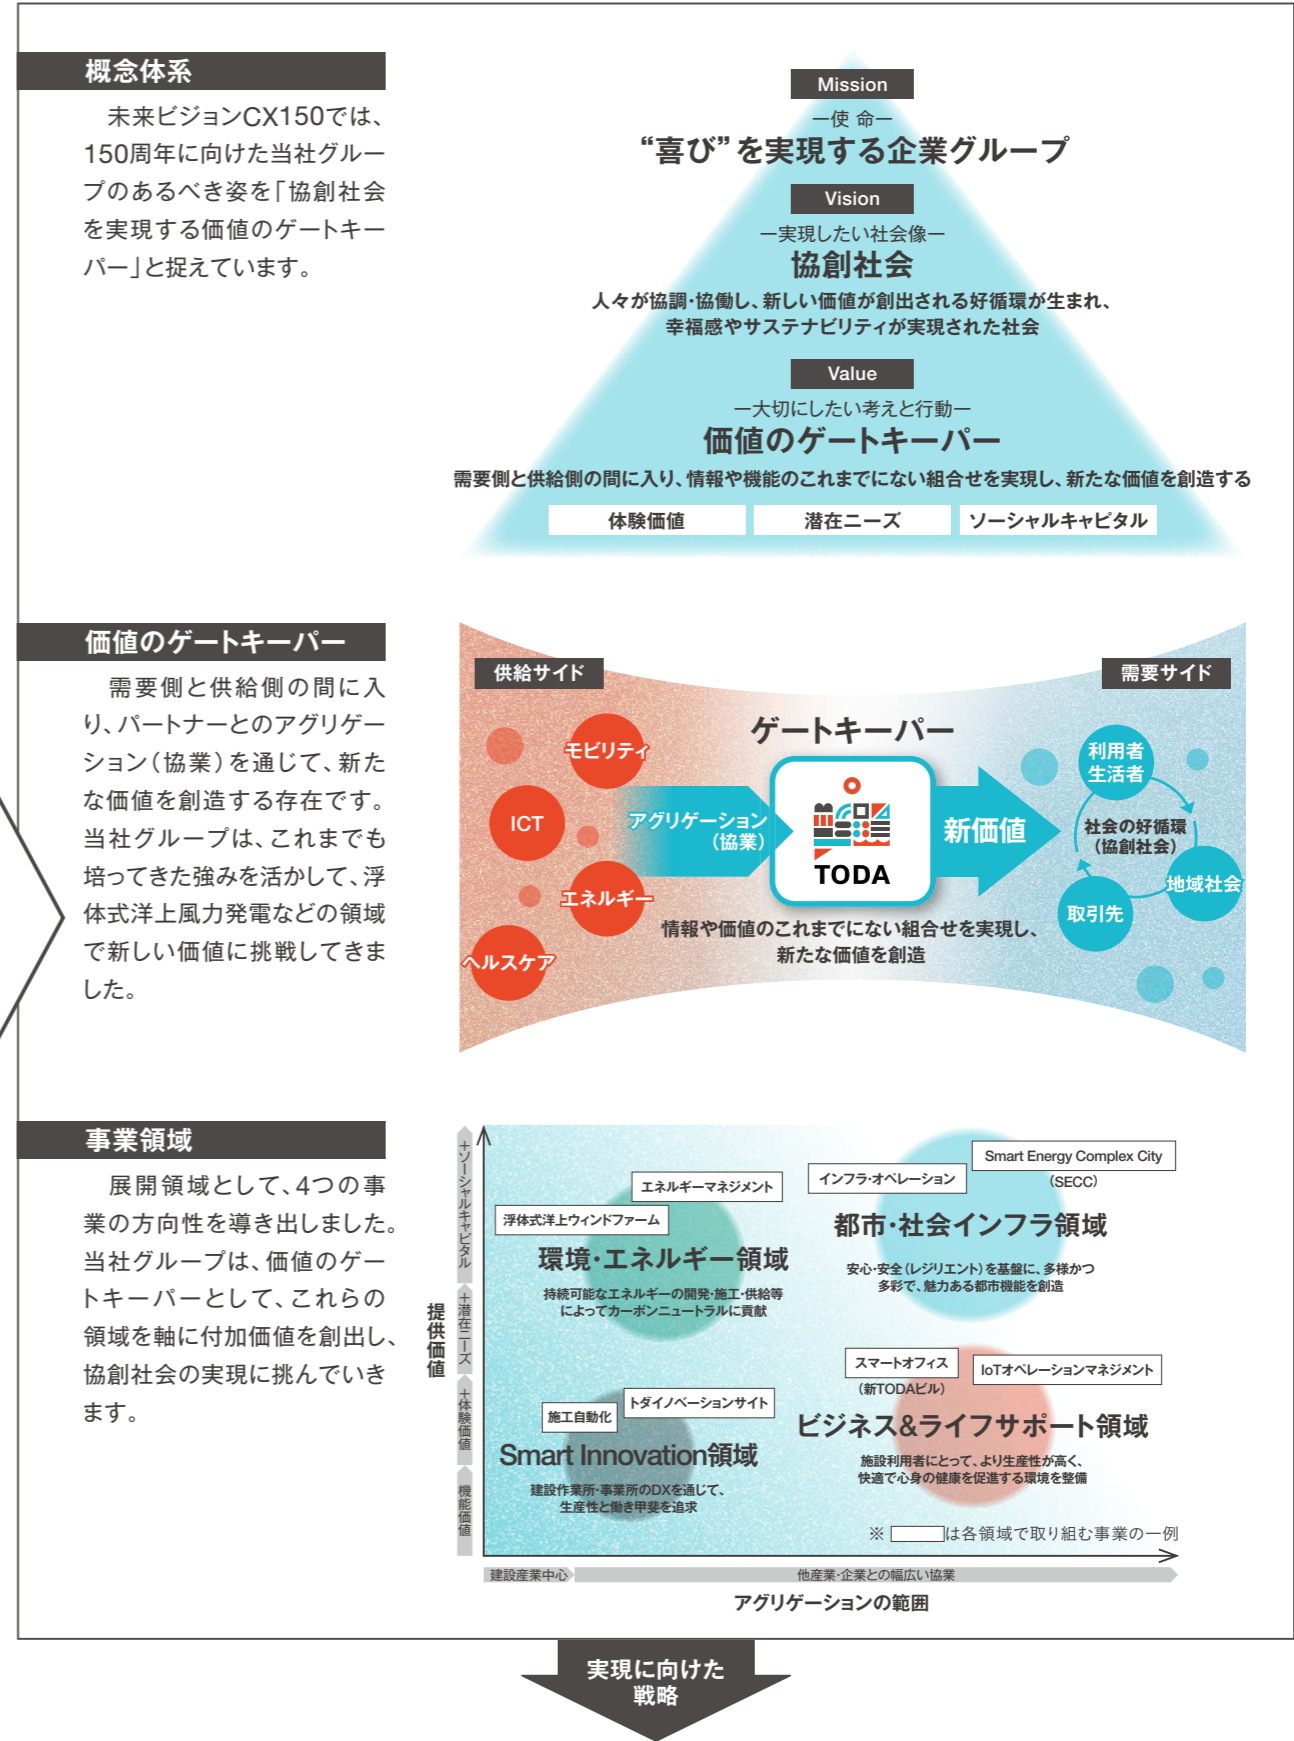 概念体系
未来ビジョンCX150では、
150周年に向けた当社グルー
プのあるべき姿を「協創社会
を実現する価値のゲートキー
パー」と捉えています。
Mission
ー使 命ー
“喜び”を実現する企業グループ
Vision
ー実現したい社会像ー
協創社会
人々が協調・協働し、新しい価値が創出される好循環が生まれ、
幸福感やサステナビリティが実現された社会
Value
ー大切にしたい考えと行動ー
価値のゲートキーパー
需要側と供給側の間に入り、情報や機能のこれまでにない組合せを実現し、新たな価値を創造する
体験価値
潜在ニーズ
ソーシャルキャピタル
価値のゲートキーパー
需要側と供給側の間に入
り、パートナーとのアグリゲー
ション（協業）を通じて、新た
な価値を創造する存在です。
当社グループは、これまでも
培ってきた強みを活かして、浮
体式洋上風力発電などの領域
で新しい価値に挑戦してきま
した。
供給サイド
需要サイド
ゲートキーパー
モビリティ
ICT
エネルギー
ヘルスケア
アグリゲーション
（協業）
TODA
新価値
利用者
生活者
社会の好循環
（協創社会）
地域社会
取引先
情報や価値のこれまでにない組合せを実現し、
新たな価値を創造
事業領域
展開領域として、4つの事
業の方向性を導き出しました。
当社グループは、価値のゲー
トキーパーとして、これらの
領域を軸に付加価値を創出し、
協創社会の実現に挑んでいき
ます。
提供価値
＋ソーシャルキャピタル
＋潜在ニーズ
＋体験価値
機能価値
エネルギーマネジメント
浮体式洋上ウィンドファーム
環境・エネルギー領域
持続可能なエネルギーの開発・施工・供給等
によってカーボンニュートラルに貢献
Smart Energy Complex City
（SECC）
インフラ・オペレーション
都市・社会インフラ領域
安心・安全（レジリエント）を基盤に、多様かつ
多彩で、魅力ある都市機能を創造
トダイノベーションサイト
施工自動化
Smart Innovation領域
建設作業所・事業所のDXを通じて、
生産性と働き甲斐を追求
スマートオフィス
（新TODAビル）
IoTオペレーションマネジメント
ビジネス&ライフサポート領域
施設利用者にとって、より生産性が高く、
快適で心身の健康を促進する環境を整備
※ は各領域で取り組む事業の一例
建設産業中心
他産業・企業との幅広い協業
アグリゲーションの範囲
実現に向けた
戦略